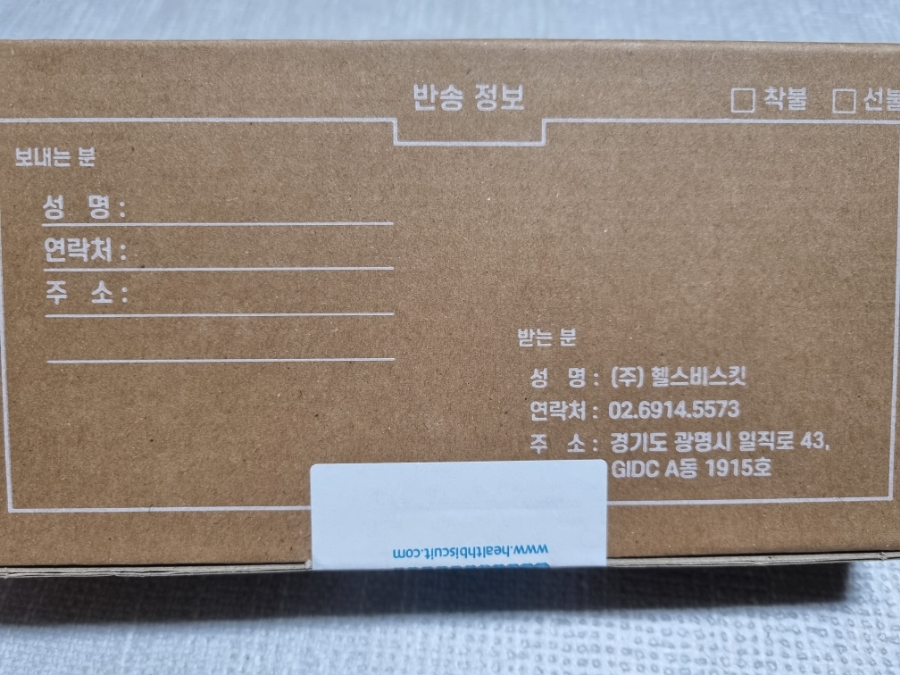 반송 정보
착불
선불
보내는 분
성 명 :
연락처 :
주 소 :
받는 분
성 명 : (주) 헬스비스킷
연락처 : 02.6914.5573
주 소 : 경기도 광명시 일직로 43,
GIDC A동 1915호
www.healthbiscuit.com